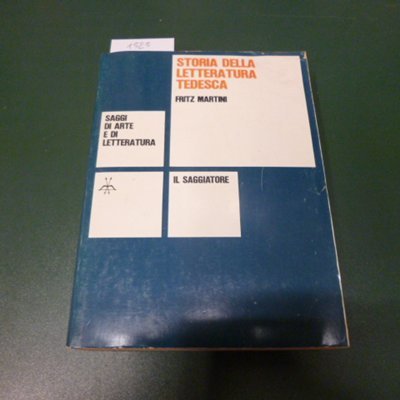 STORIA DELLA
LETTERATURA
TEDESCA
FRITZ MARTINI
SAGGI
DI ARTE
E DI
LETTERATURA
IL SAGGIATORE